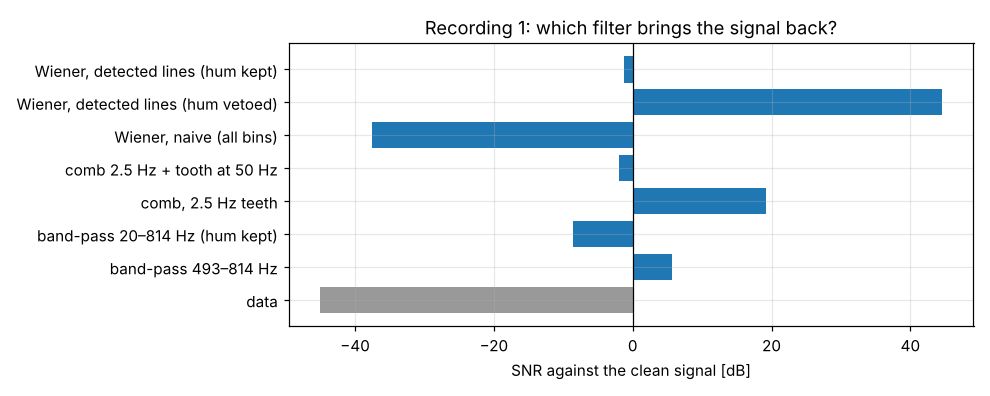 Recording 1: which filter brings the signal back?
Wiener, detected lines (hum kept)
Wiener, detected lines (hum vetoed)
Wiener, naive (all bins)
comb 2.5 Hz + tooth at 50 Hz
comb, 2.5 Hz teeth
band-pass 20–814 Hz (hum kept)
band-pass 493–814 Hz
data
−40 −20 0 20 40
SNR against the clean signal [dB]